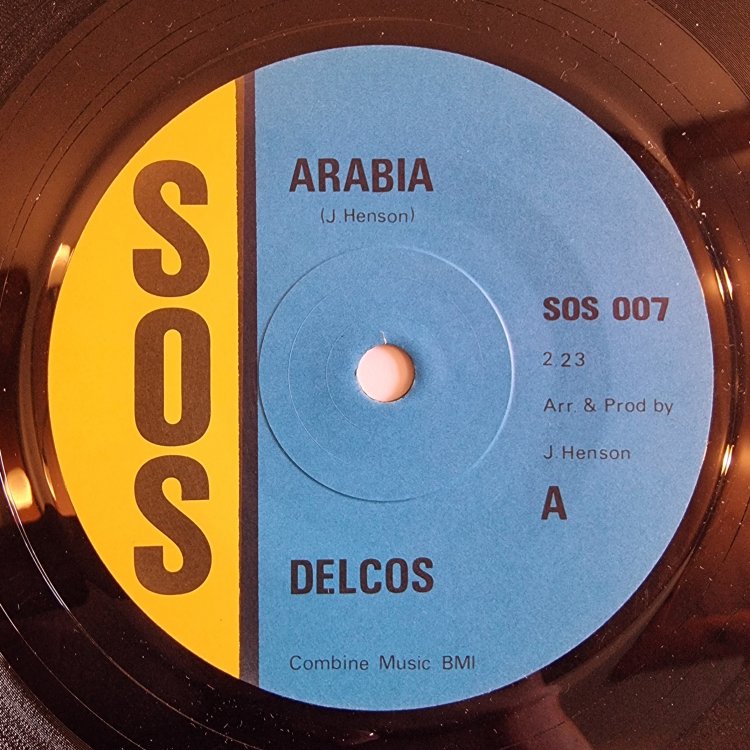 SOS
ARABIA
(J. Henson)
SOS 007
2.23
Arr. & Prod by
J. Henson
A
DELCOS
Combine Music BMI